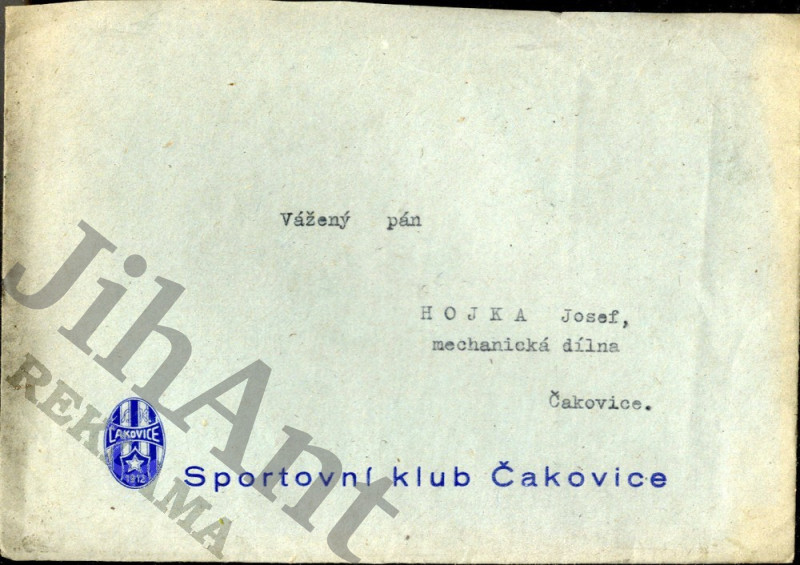 Vážený pán
H O J K A Josef,
mechanická dílna
Čakovice.
ČAKOVICE
1912
Sportovní klub Čakovice
JihAnt
REKLAMA